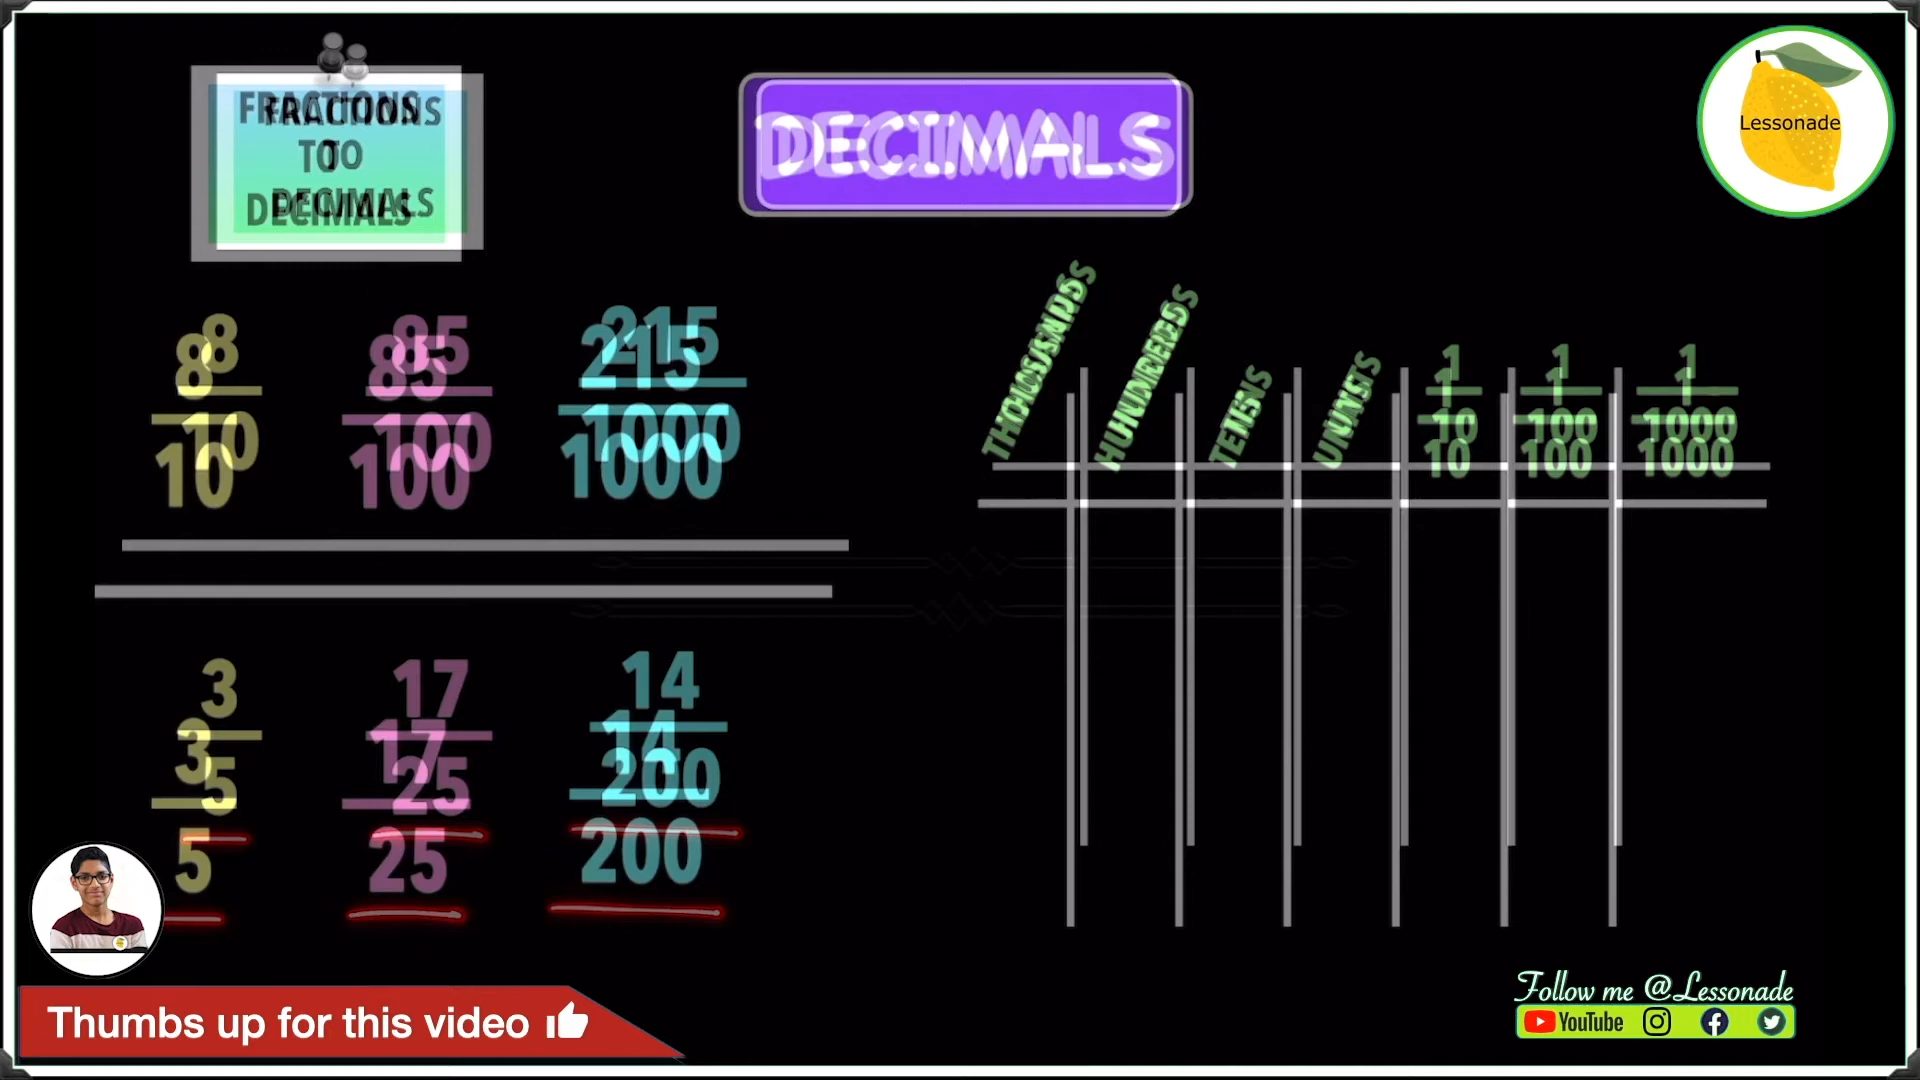 FRACTIONS
TO
DECIMALS
DECIMALS
Lessonade
8
10
85
100
215
1000
3
5
17
25
14
200
THOUSANDS
HUNDREDS
TENS
UNITS
1
10
1
100
1
1000
Thumbs up for this video
Follow me @Lessonade
YouTube